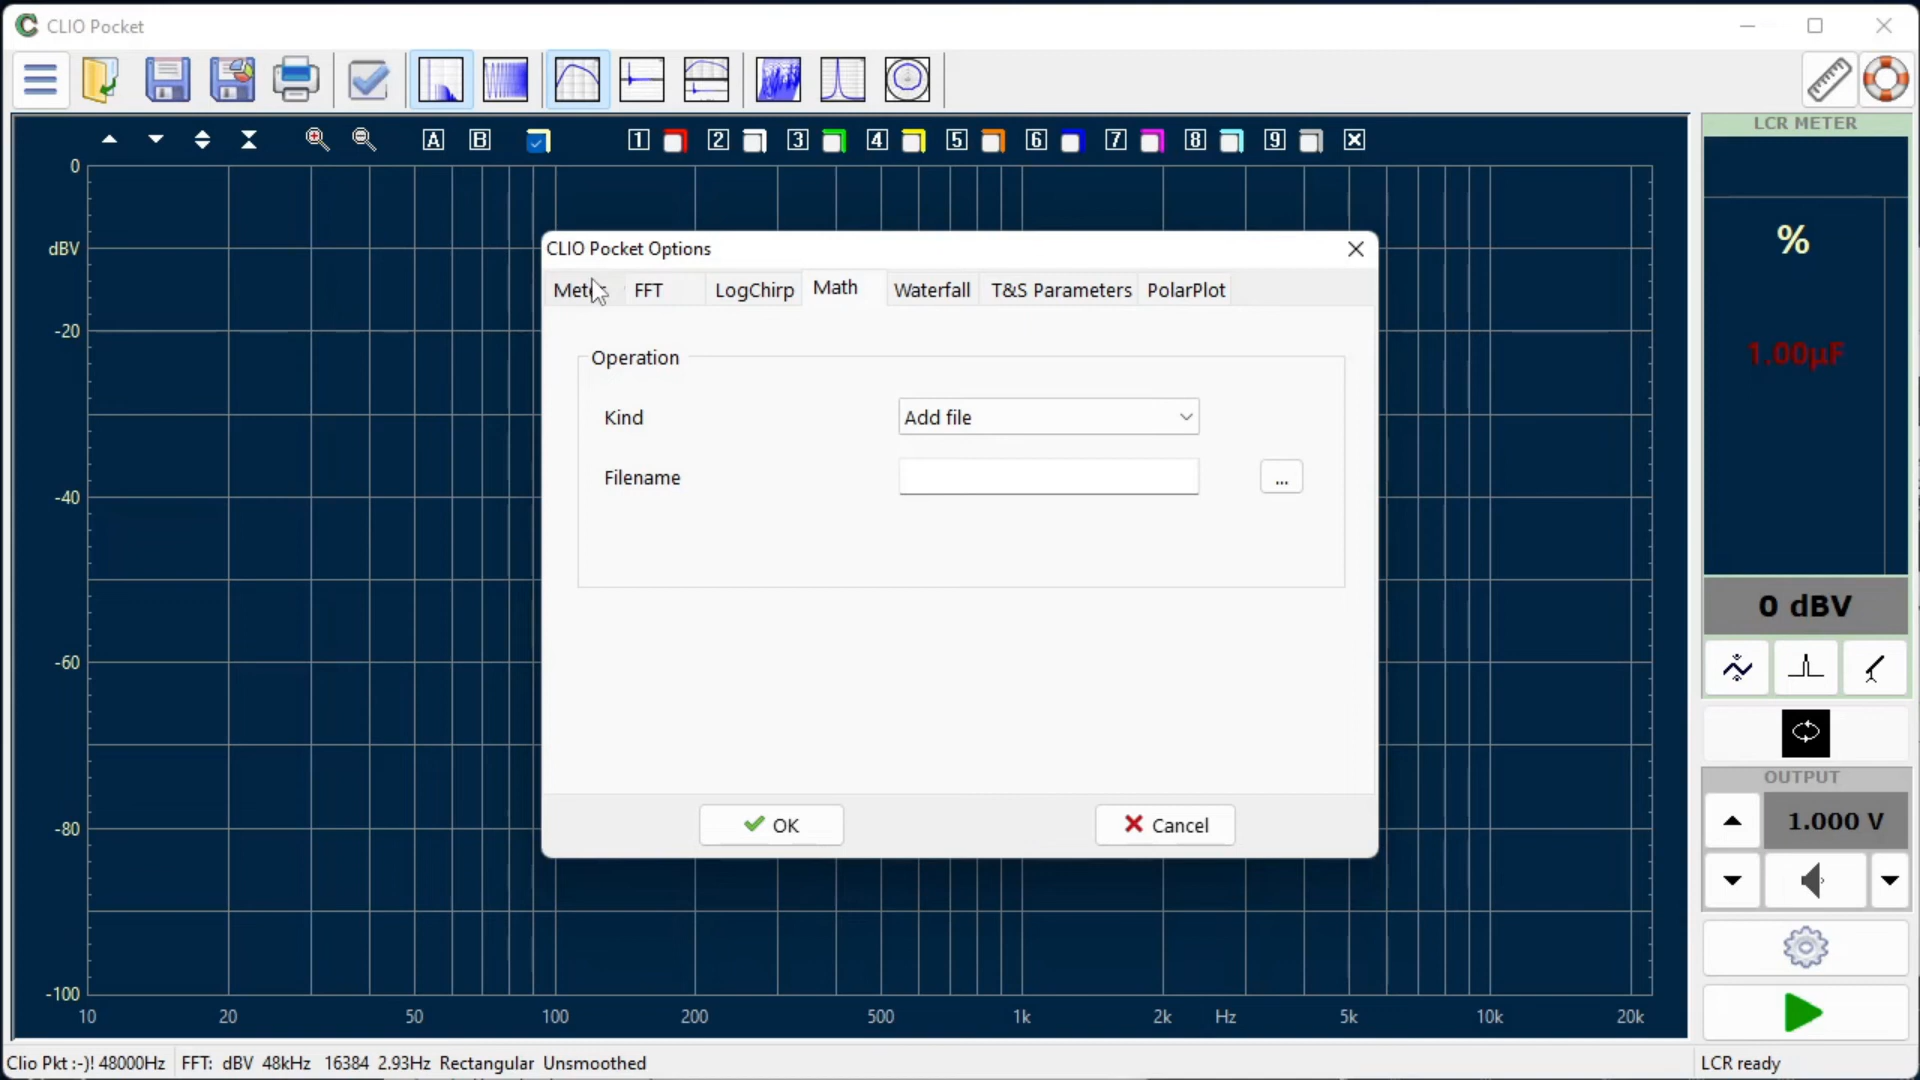 CLIO Pocket
A B 1 2 3 4 5 6 7 8 9
LCR METER
%
1.00µF
0 dBV
OUTPUT
1.000 V
0
dBV
-20
-40
-60
-80
-100
10 20 50 100 200 500 1k 2k Hz 5k 10k 20k
CLIO Pocket Options
Meter FFT LogChirp Math Waterfall T&S Parameters PolarPlot
Operation
Kind Add file
Filename ...
OK Cancel
Clio Pkt :-)! 48000Hz FFT: dBV 48kHz 16384 2.93Hz Rectangular Unsmoothed LCR ready